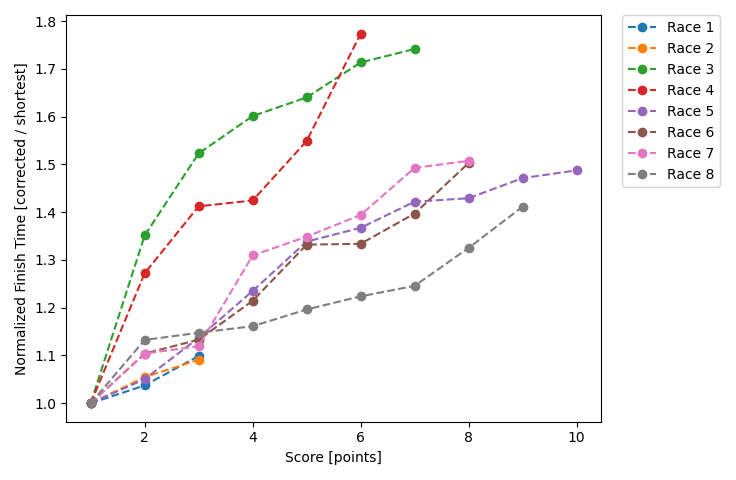 1.8
1.7
1.6
1.5
1.4
1.3
1.2
1.1
1.0
Normalized Finish Time [corrected / shortest]
2 4 6 8 10
Score [points]
Race 1
Race 2
Race 3
Race 4
Race 5
Race 6
Race 7
Race 8